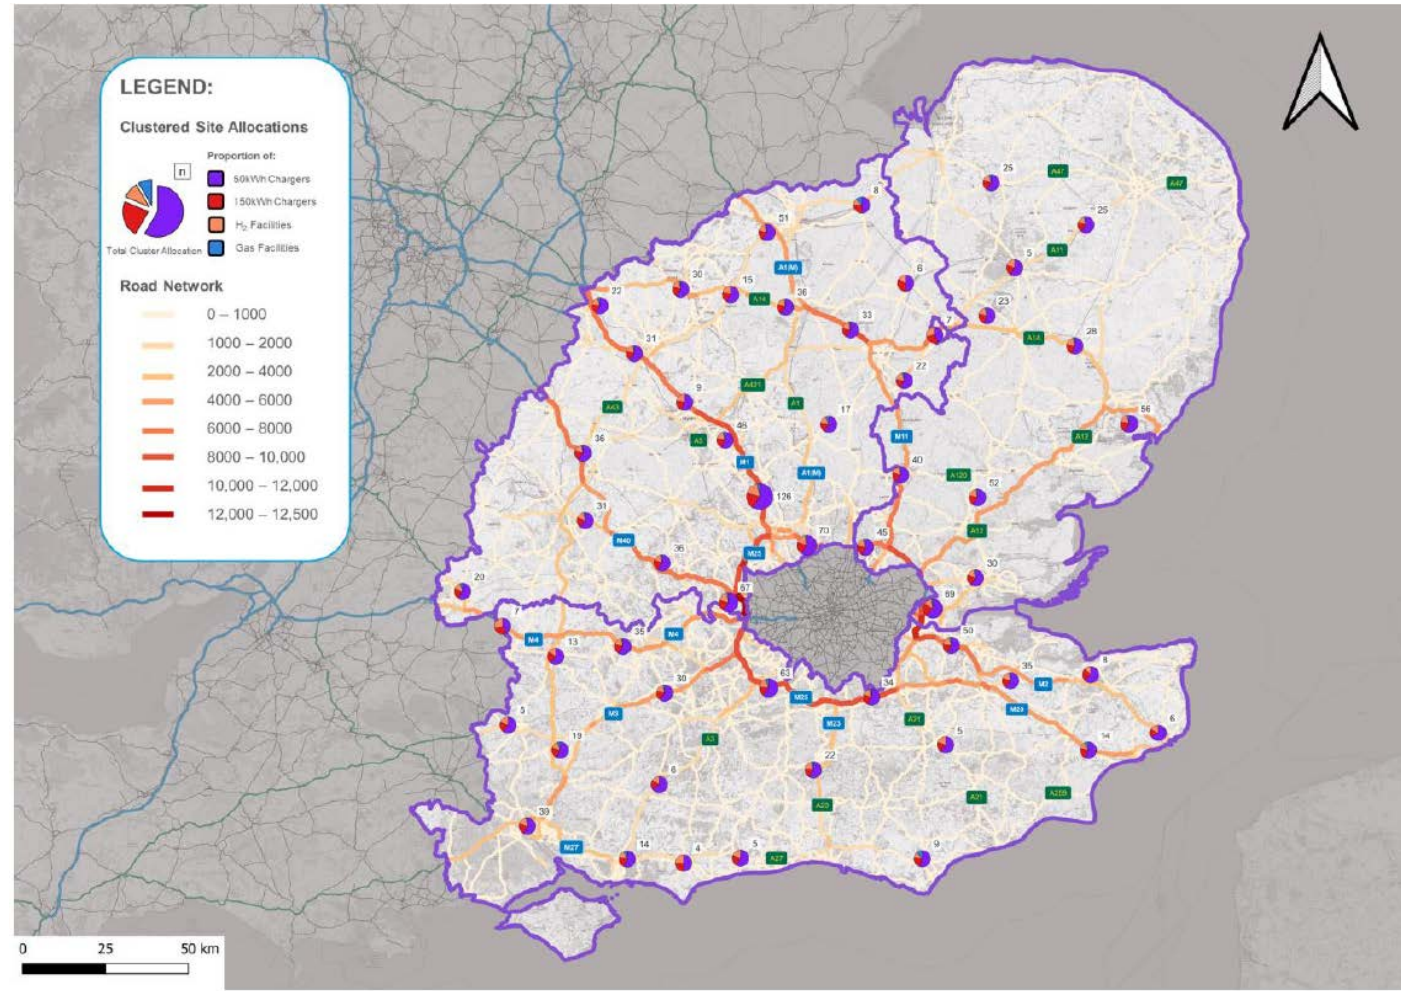 LEGEND:
Clustered Site Allocations
n
Proportion of:
50kWh Chargers
150kWh Chargers
H₂ Facilities
Gas Facilities
Total Cluster Allocation
Road Network
0 – 1000
1000 – 2000
2000 – 4000
4000 – 6000
6000 – 8000
8000 – 10,000
10,000 – 12,000
12,000 – 12,500
25
A47
A47
8
25
51
5
A11
A1(M)
6
30
15
22
A14
36
23
33
7
A14
28
31
22
A421
9
A43
A1
17
56
M11
A12
46
A5
36
M1
A1(M)
40
A120
52
126
31
70
A12
M40
45
M25
36
30
20
67
69
7
M4
13
35
M4
50
35
8
30
63
M2
M25
34
M20
M3
M23
A21
5
6
A3
19
5
14
22
6
A23
A21
A259
39
M27
14
4
5
A27
9
0 25 50 km